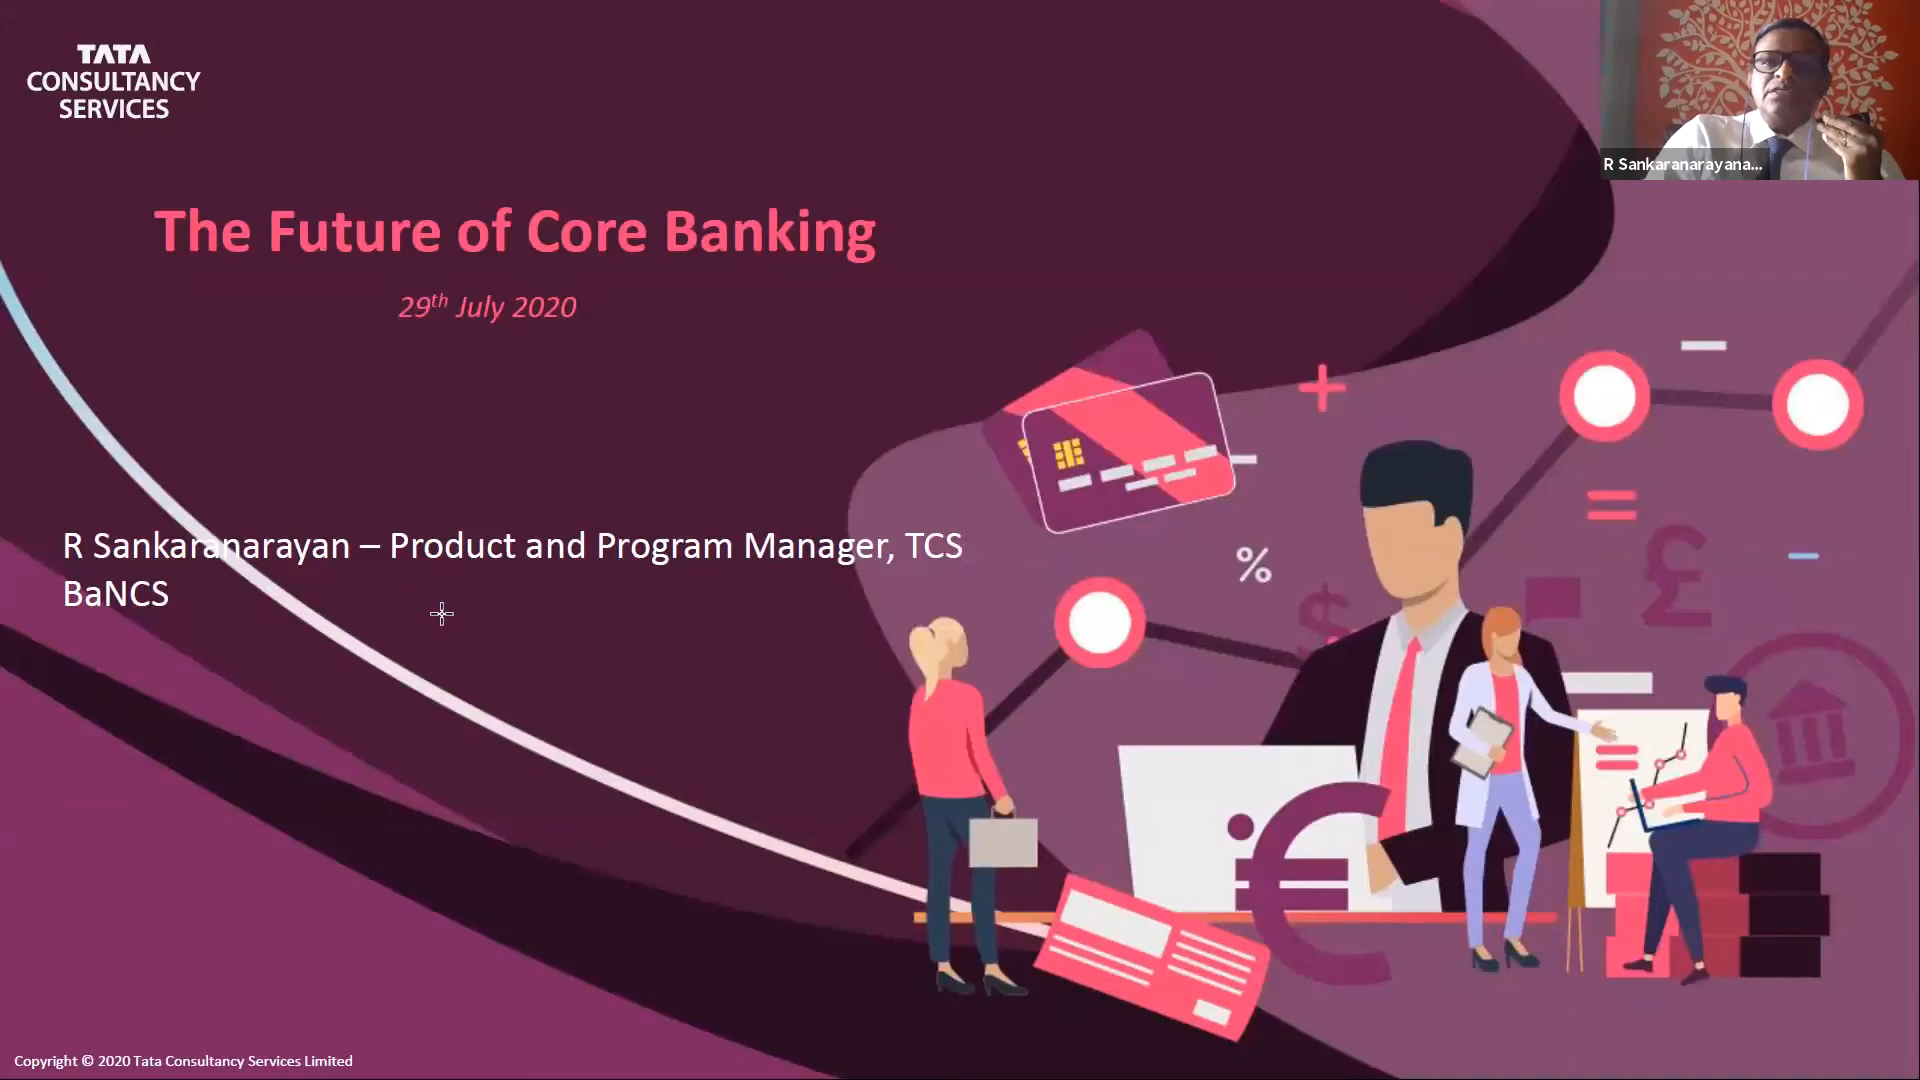 TATA
CONSULTANCY
SERVICES
R Sankaranarayana...
The Future of Core Banking
29th July 2020
R Sankaranarayan – Product and Program Manager, TCS
BaNCS
%
$
£
€
Copyright © 2020 Tata Consultancy Services Limited